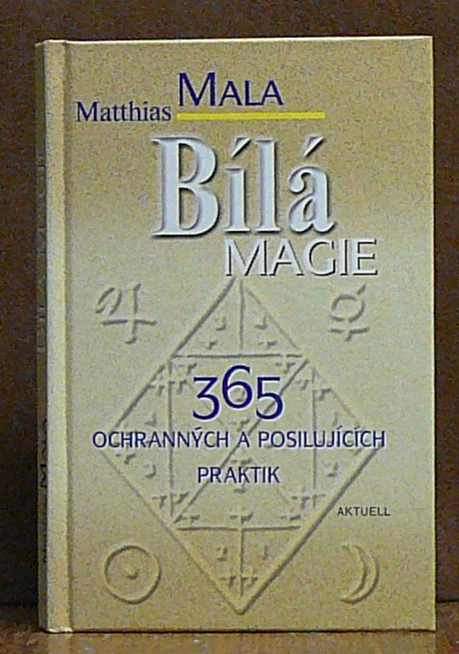 Matthias MALA
Bílá
MAGIE
365
OCHRANNÝCH A POSILUJÍCÍCH
PRAKTIK
AKTUELL